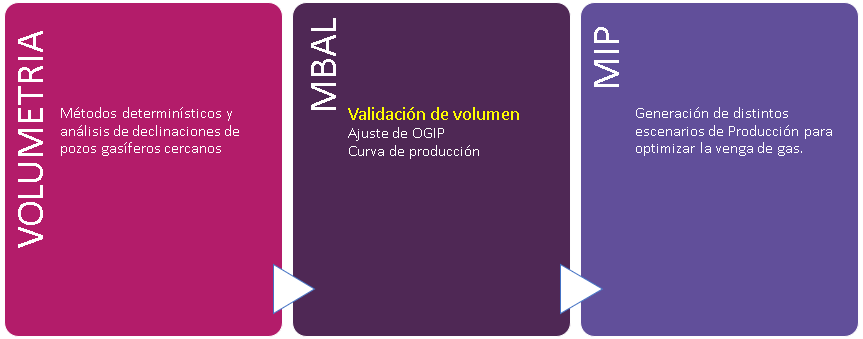 VOLUMETRIA
Métodos determinísticos y
análisis de declinaciones de
pozos gasíferos cercanos
MBAL
Validación de volumen
Ajuste de OGIP
Curva de producción
MIP
Generación de distintos
escenarios de Producción para
optimizar la venga de gas.